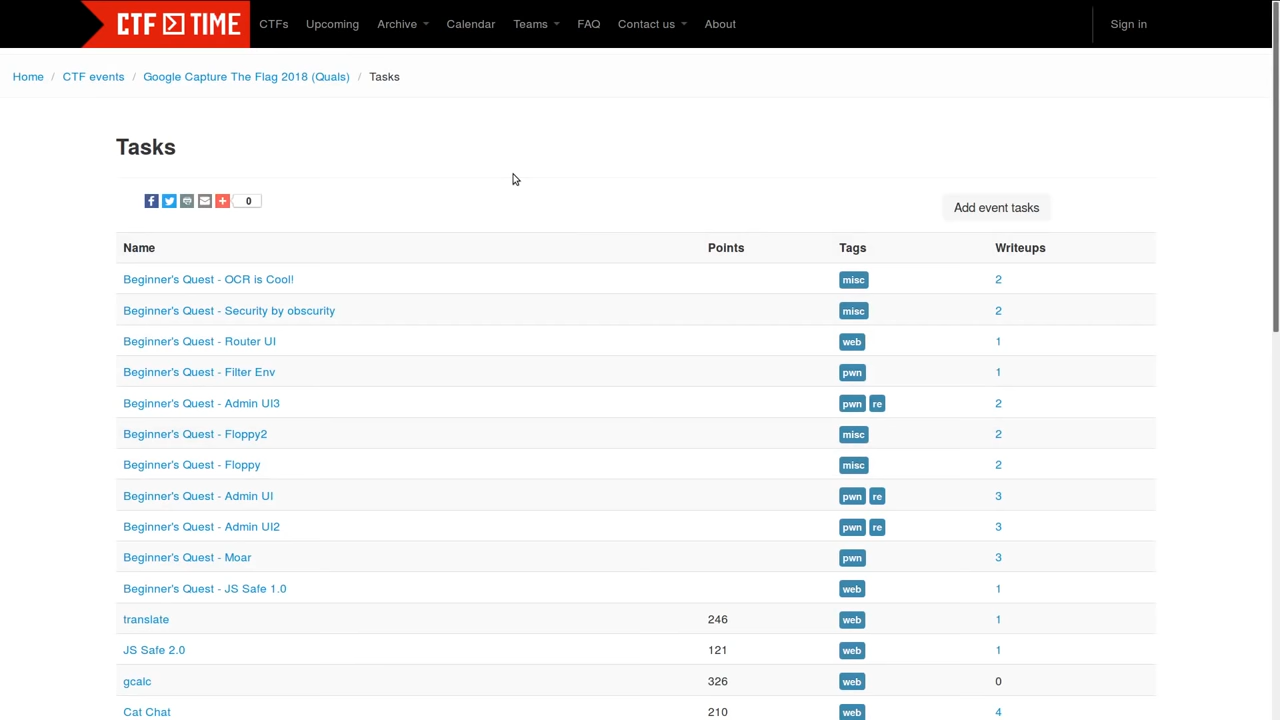 CTF TIME CTFs Upcoming Archive Calendar Teams FAQ Contact us About Sign in
Home / CTF events / Google Capture The Flag 2018 (Quals) / Tasks
Tasks
0
Add event tasks
Name Points Tags Writeups
Beginner's Quest - OCR is Cool! misc 2
Beginner's Quest - Security by obscurity misc 2
Beginner's Quest - Router UI web 1
Beginner's Quest - Filter Env pwn 1
Beginner's Quest - Admin UI3 pwn re 2
Beginner's Quest - Floppy2 misc 2
Beginner's Quest - Floppy misc 2
Beginner's Quest - Admin UI pwn re 3
Beginner's Quest - Admin UI2 pwn re 3
Beginner's Quest - Moar pwn 3
Beginner's Quest - JS Safe 1.0 web 1
translate 246 web 1
JS Safe 2.0 121 web 1
gcalc 326 web 0
Cat Chat 210 web 4